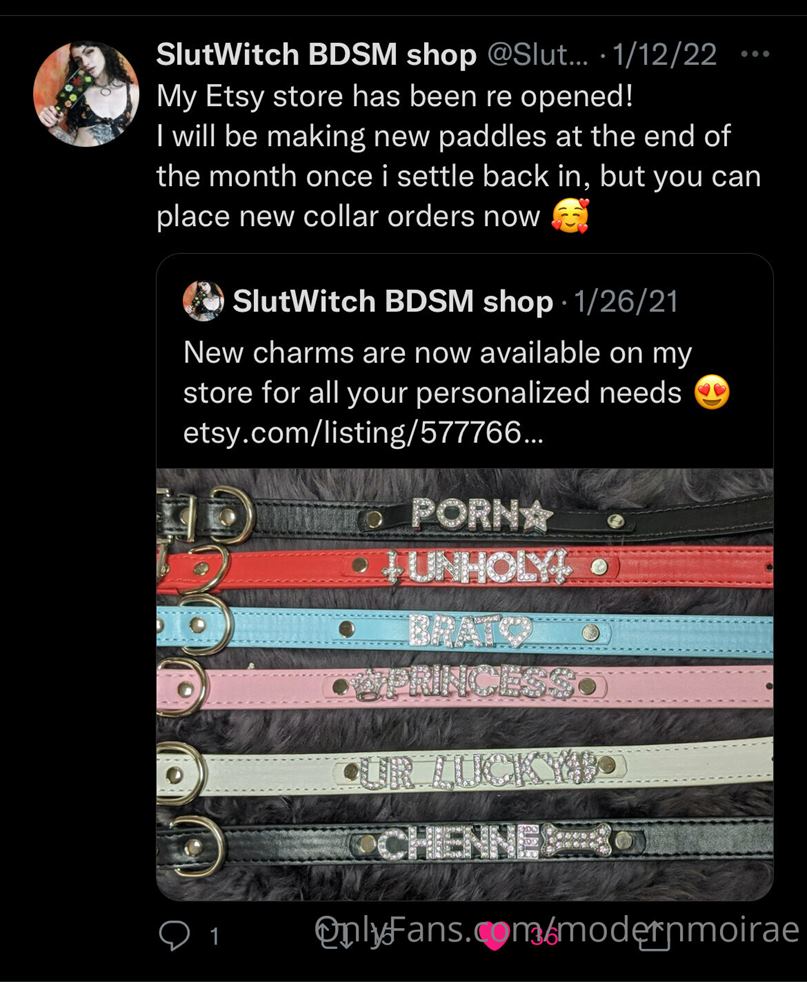 SlutWitch BDSM shop @Slut... · 1/12/22 ...
My Etsy store has been re opened!
I will be making new paddles at the end of
the month once i settle back in, but you can
place new collar orders now 🥰
SlutWitch BDSM shop · 1/26/21
New charms are now available on my
store for all your personalized needs 😍
etsy.com/listing/577766...
PORN
UNHOLY
BRAT
PRINCESS
UR LUCKY
CHIENNE
1 15 36
OnlyFans.com/modernmoirae